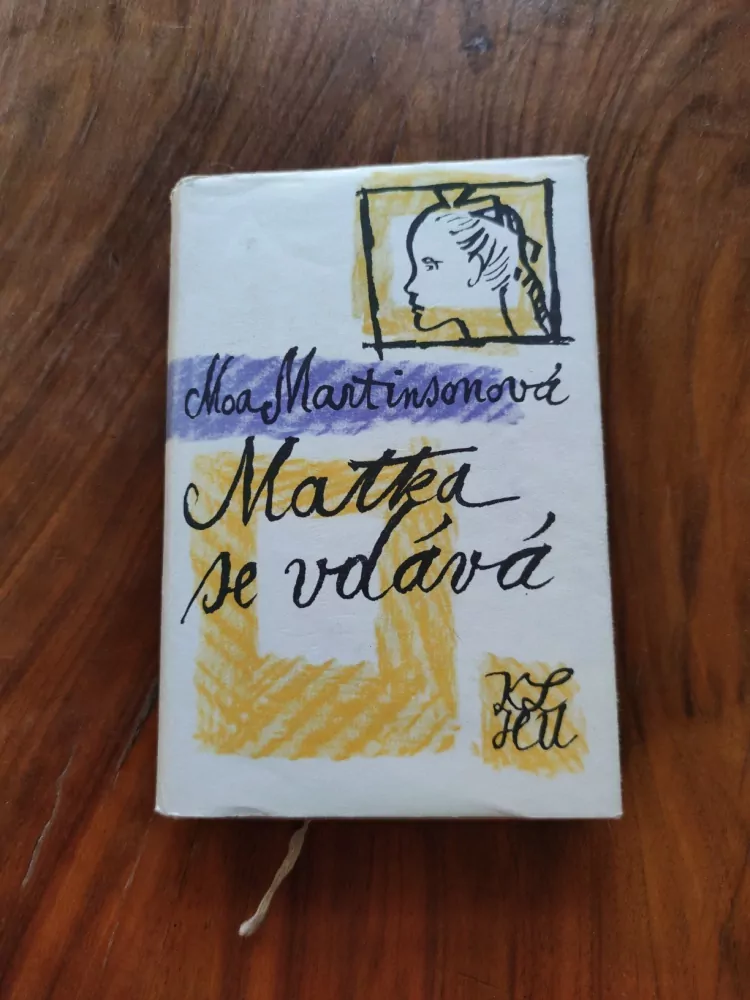 Moa Martinsonová
Matka
se vdává
KL
HU